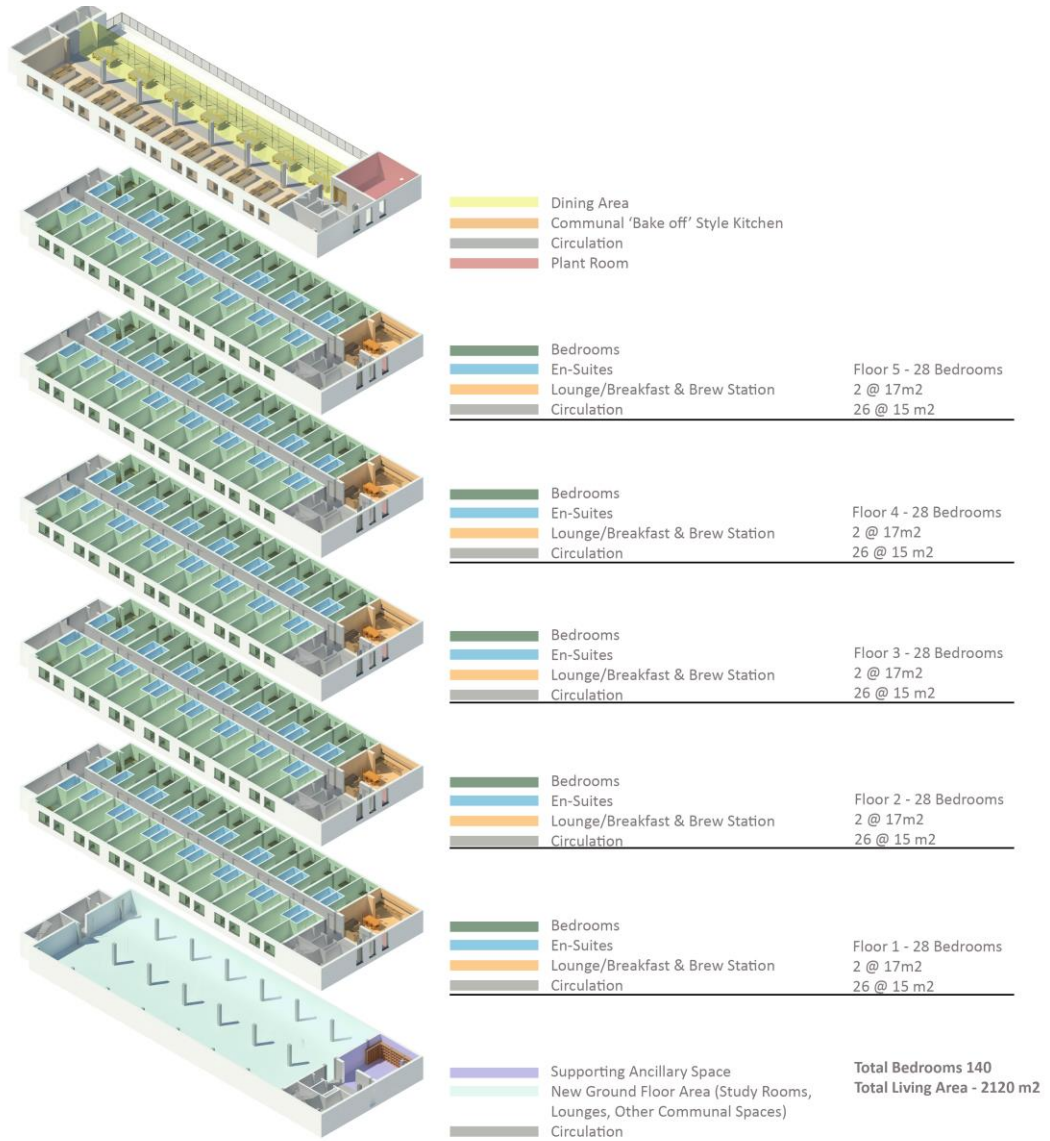 Dining Area
Communal ‘Bake off’ Style Kitchen
Circulation
Plant Room
Bedrooms
En-Suites
Lounge/Breakfast & Brew Station
Circulation
Floor 5 - 28 Bedrooms
2 @ 17m2
26 @ 15 m2
Bedrooms
En-Suites
Lounge/Breakfast & Brew Station
Circulation
Floor 4 - 28 Bedrooms
2 @ 17m2
26 @ 15 m2
Bedrooms
En-Suites
Lounge/Breakfast & Brew Station
Circulation
Floor 3 - 28 Bedrooms
2 @ 17m2
26 @ 15 m2
Bedrooms
En-Suites
Lounge/Breakfast & Brew Station
Circulation
Floor 2 - 28 Bedrooms
2 @ 17m2
26 @ 15 m2
Bedrooms
En-Suites
Lounge/Breakfast & Brew Station
Circulation
Floor 1 - 28 Bedrooms
2 @ 17m2
26 @ 15 m2
Supporting Ancillary Space
New Ground Floor Area (Study Rooms,
Lounges, Other Communal Spaces)
Circulation
Total Bedrooms 140
Total Living Area - 2120 m2